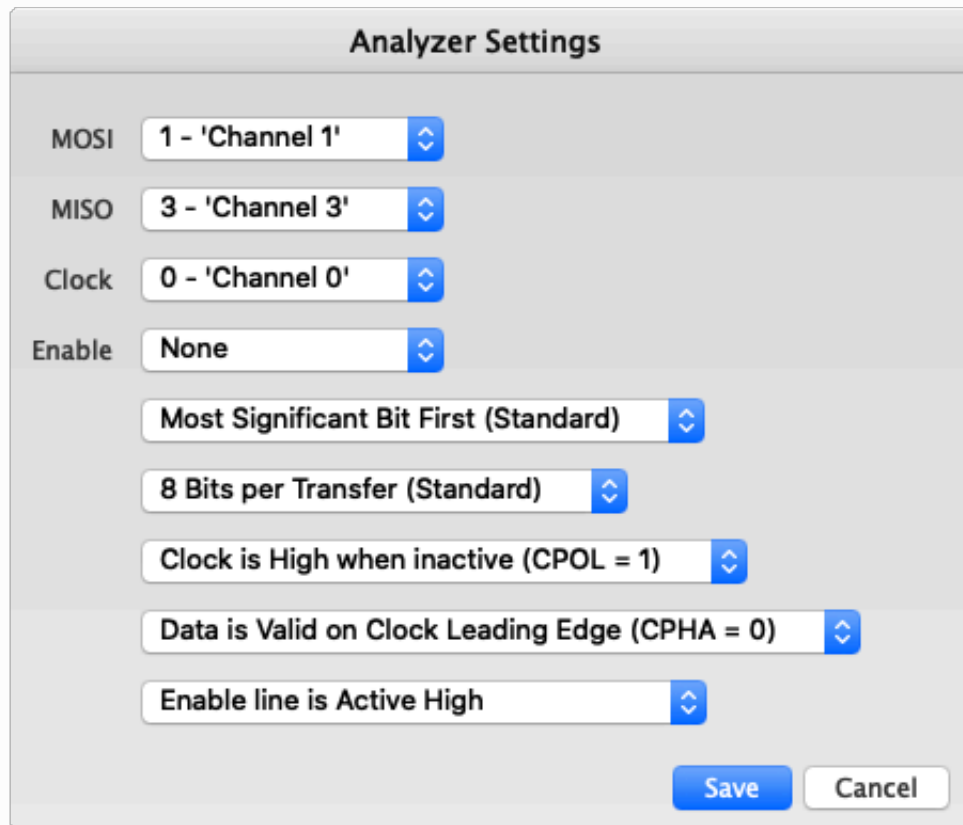 Analyzer Settings
MOSI 1 - 'Channel 1'
MISO 3 - 'Channel 3'
Clock 0 - 'Channel 0'
Enable None
Most Significant Bit First (Standard)
8 Bits per Transfer (Standard)
Clock is High when inactive (CPOL = 1)
Data is Valid on Clock Leading Edge (CPHA = 0)
Enable line is Active High
Save Cancel